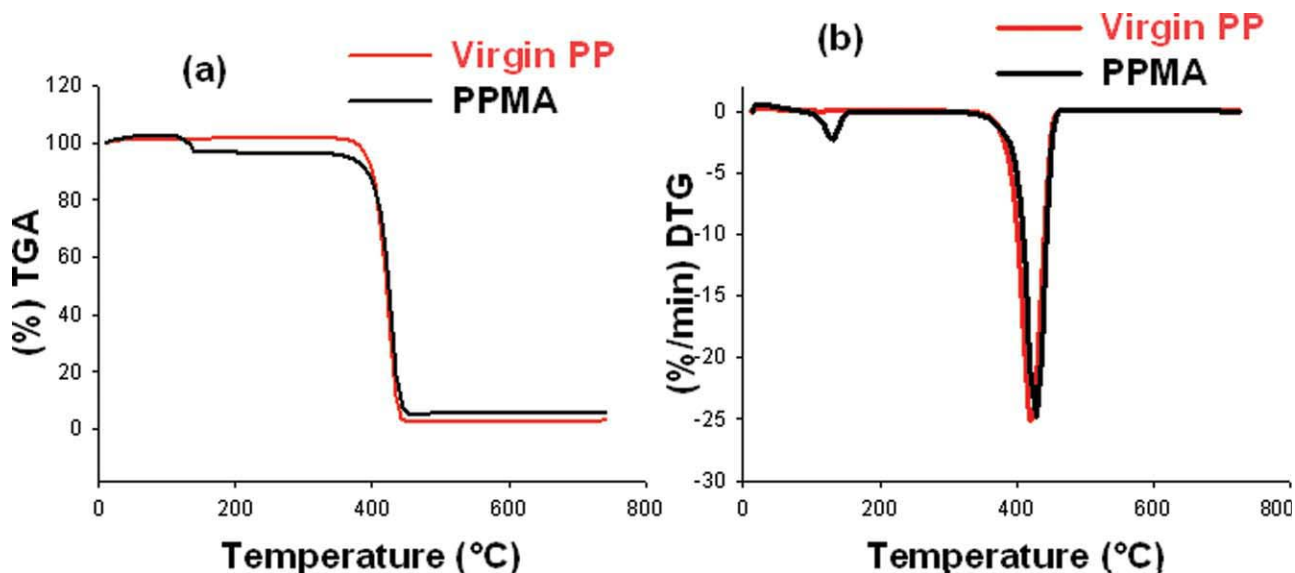 (a)
Virgin PP
PPMA
120
100
80
60
40
20
0
(%) TGA
0 200 400 600 800
Temperature (°C)
(b)
Virgin PP
PPMA
0
-5
-10
-15
-20
-25
-30
(%/min) DTG
0 200 400 600 800
Temperature (°C)